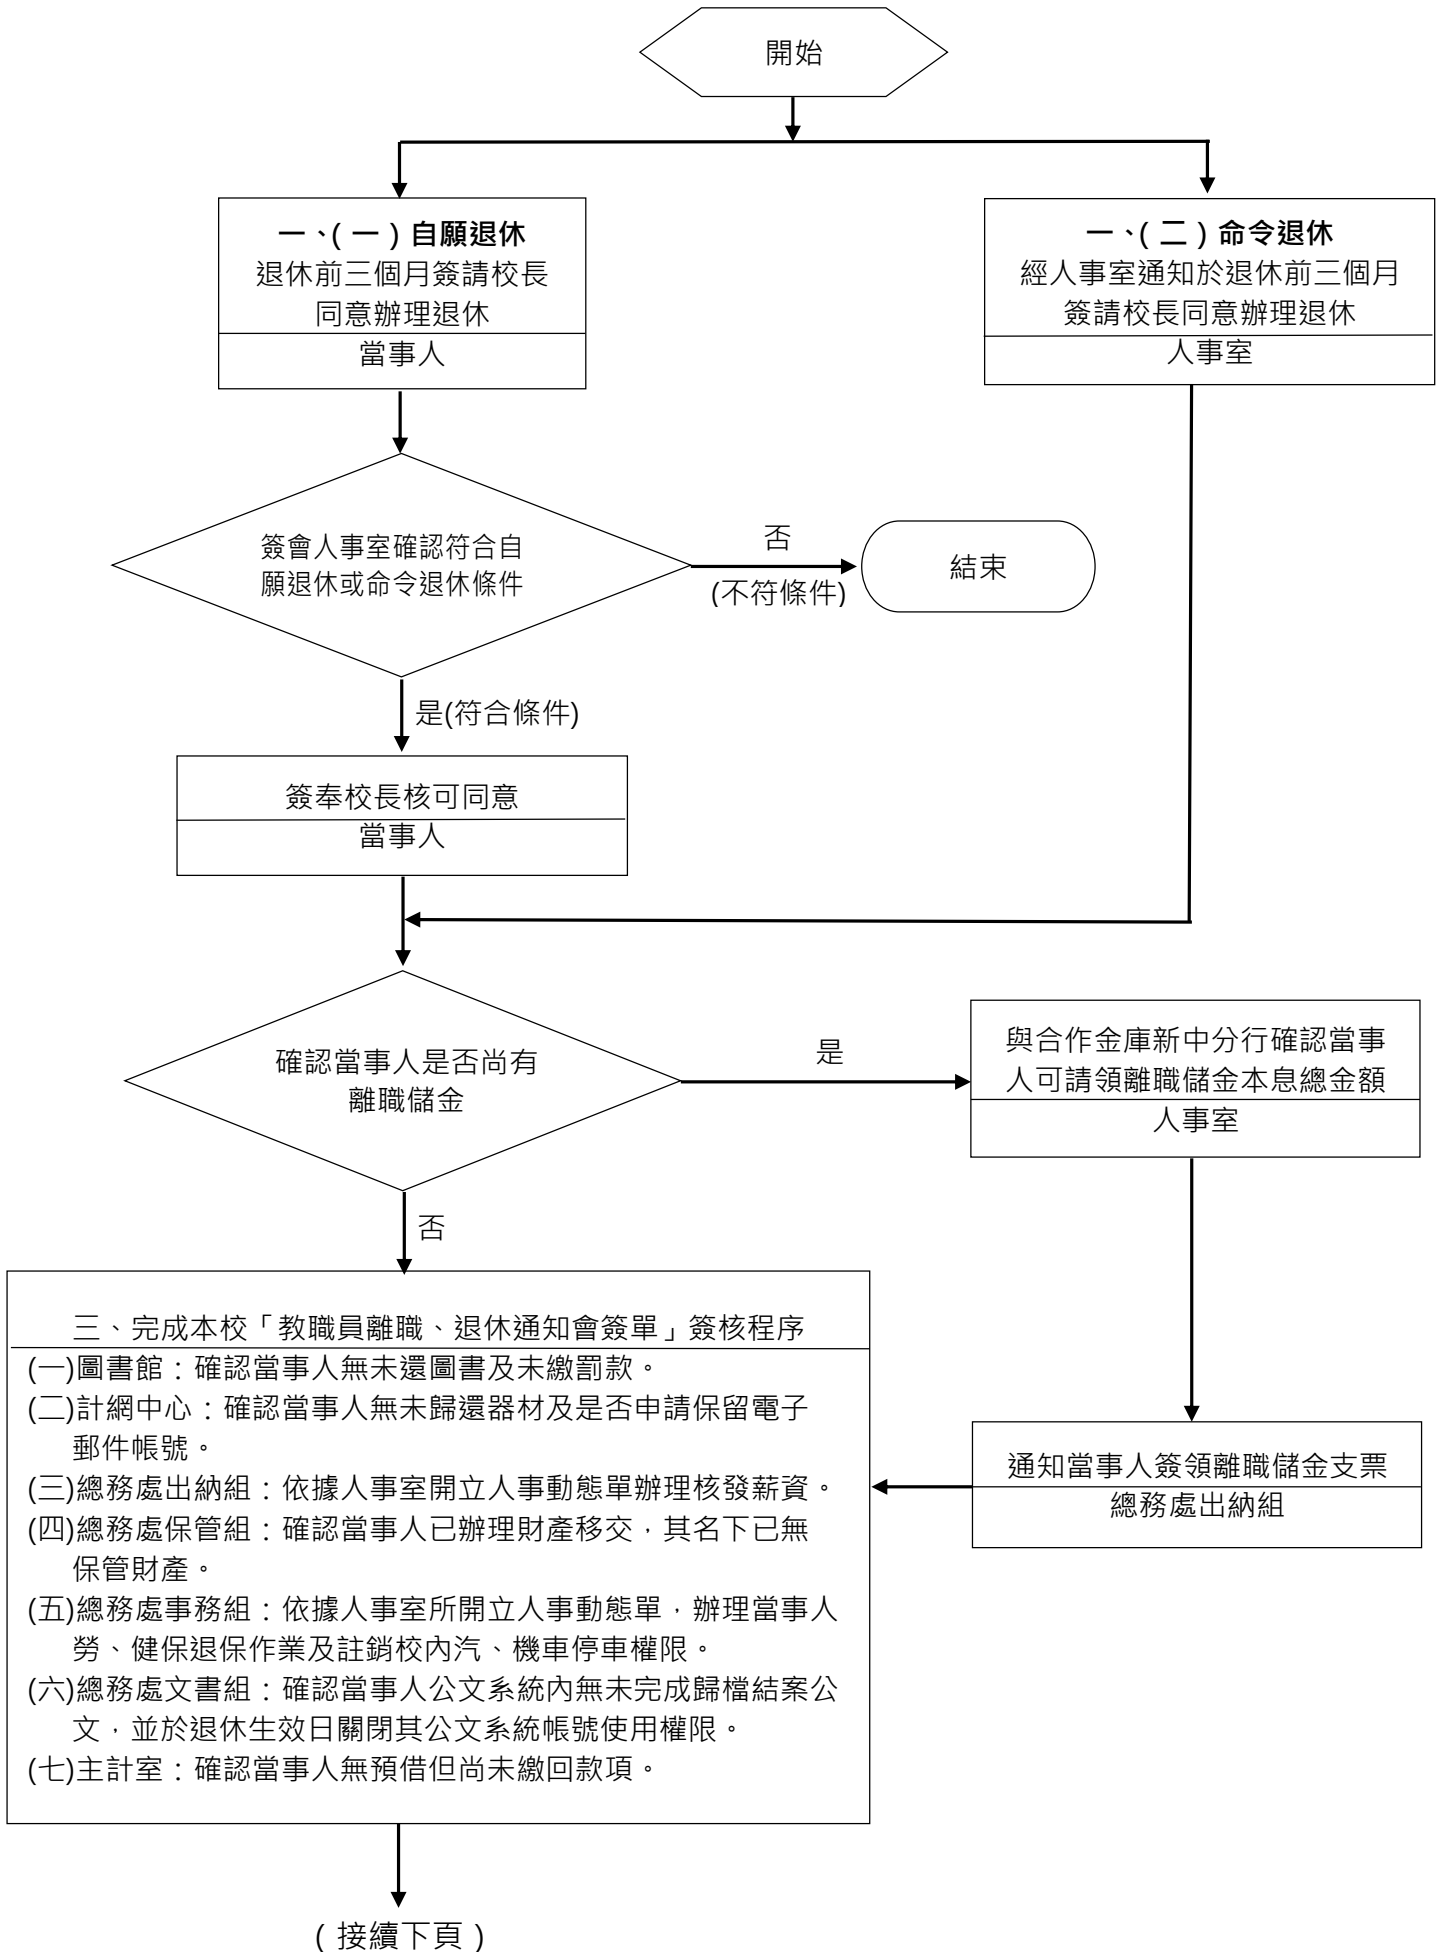 開始
一、(一)自願退休
退休前三個月簽請校長
同意辦理退休
當事人
一、(二)命令退休
經人事室通知於退休前三個月
簽請校長同意辦理退休
人事室
簽會人事室確認符合自
願退休或命令退休條件
否
(不符條件)
結束
是(符合條件)
簽奉校長核可同意
當事人
確認當事人是否尚有
離職儲金
是
與合作金庫新中分行確認當事
人可請領離職儲金本息總金額
人事室
否
通知當事人簽領離職儲金支票
總務處出納組
三、完成本校「教職員離職、退休通知會簽單」簽核程序
(一)圖書館：確認當事人無未還圖書及未繳罰款。
(二)計網中心：確認當事人無未歸還器材及是否申請保留電子
郵件帳號。
(三)總務處出納組：依據人事室開立人事動態單辦理核發薪資。
(四)總務處保管組：確認當事人已辦理財產移交，其名下已無
保管財產。
(五)總務處事務組：依據人事室所開立人事動態單，辦理當事人
勞、健保退保作業及註銷校內汽、機車停車權限。
(六)總務處文書組：確認當事人公文系統內無未完成歸檔結案公
文，並於退休生效日關閉其公文系統帳號使用權限。
(七)主計室：確認當事人無預借但尚未繳回款項。
(接續下頁)